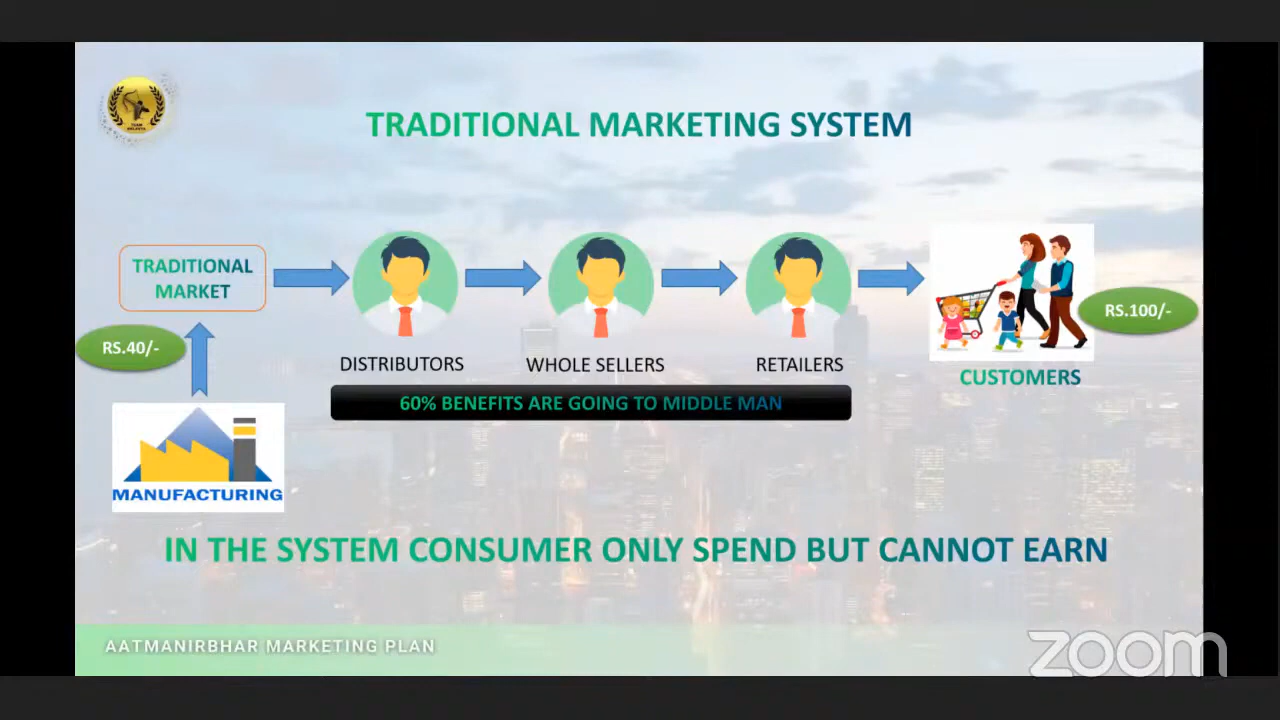 TRADITIONAL MARKETING SYSTEM
TRADITIONAL
MARKET
RS.40/-
MANUFACTURING
DISTRIBUTORS
WHOLE SELLERS
RETAILERS
60% BENEFITS ARE GOING TO MIDDLE MAN
RS.100/-
CUSTOMERS
IN THE SYSTEM CONSUMER ONLY SPEND BUT CANNOT EARN
AATMANIRBHAR MARKETING PLAN
zoom